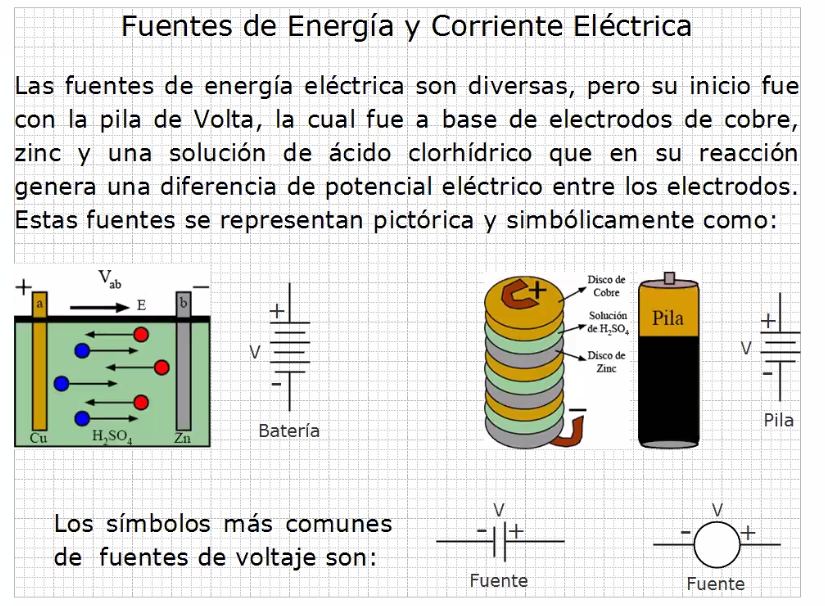 Fuentes de Energía y Corriente Eléctrica
Las fuentes de energía eléctrica son diversas, pero su inicio fue
con la pila de Volta, la cual fue a base de electrodos de cobre,
zinc y una solución de ácido clorhídrico que en su reacción
genera una diferencia de potencial eléctrico entre los electrodos.
Estas fuentes se representan pictórica y simbólicamente como:
+ V_ab −
a E b
Cu H₂SO₄ Zn
+
V
−
Batería
+
Disco de
Cobre
Solución
de H₂SO₄
Disco de
Zinc
−
Pila
+
V
−
Pila
Los símbolos más comunes
de fuentes de voltaje son:
V
− +
Fuente
V
− +
Fuente